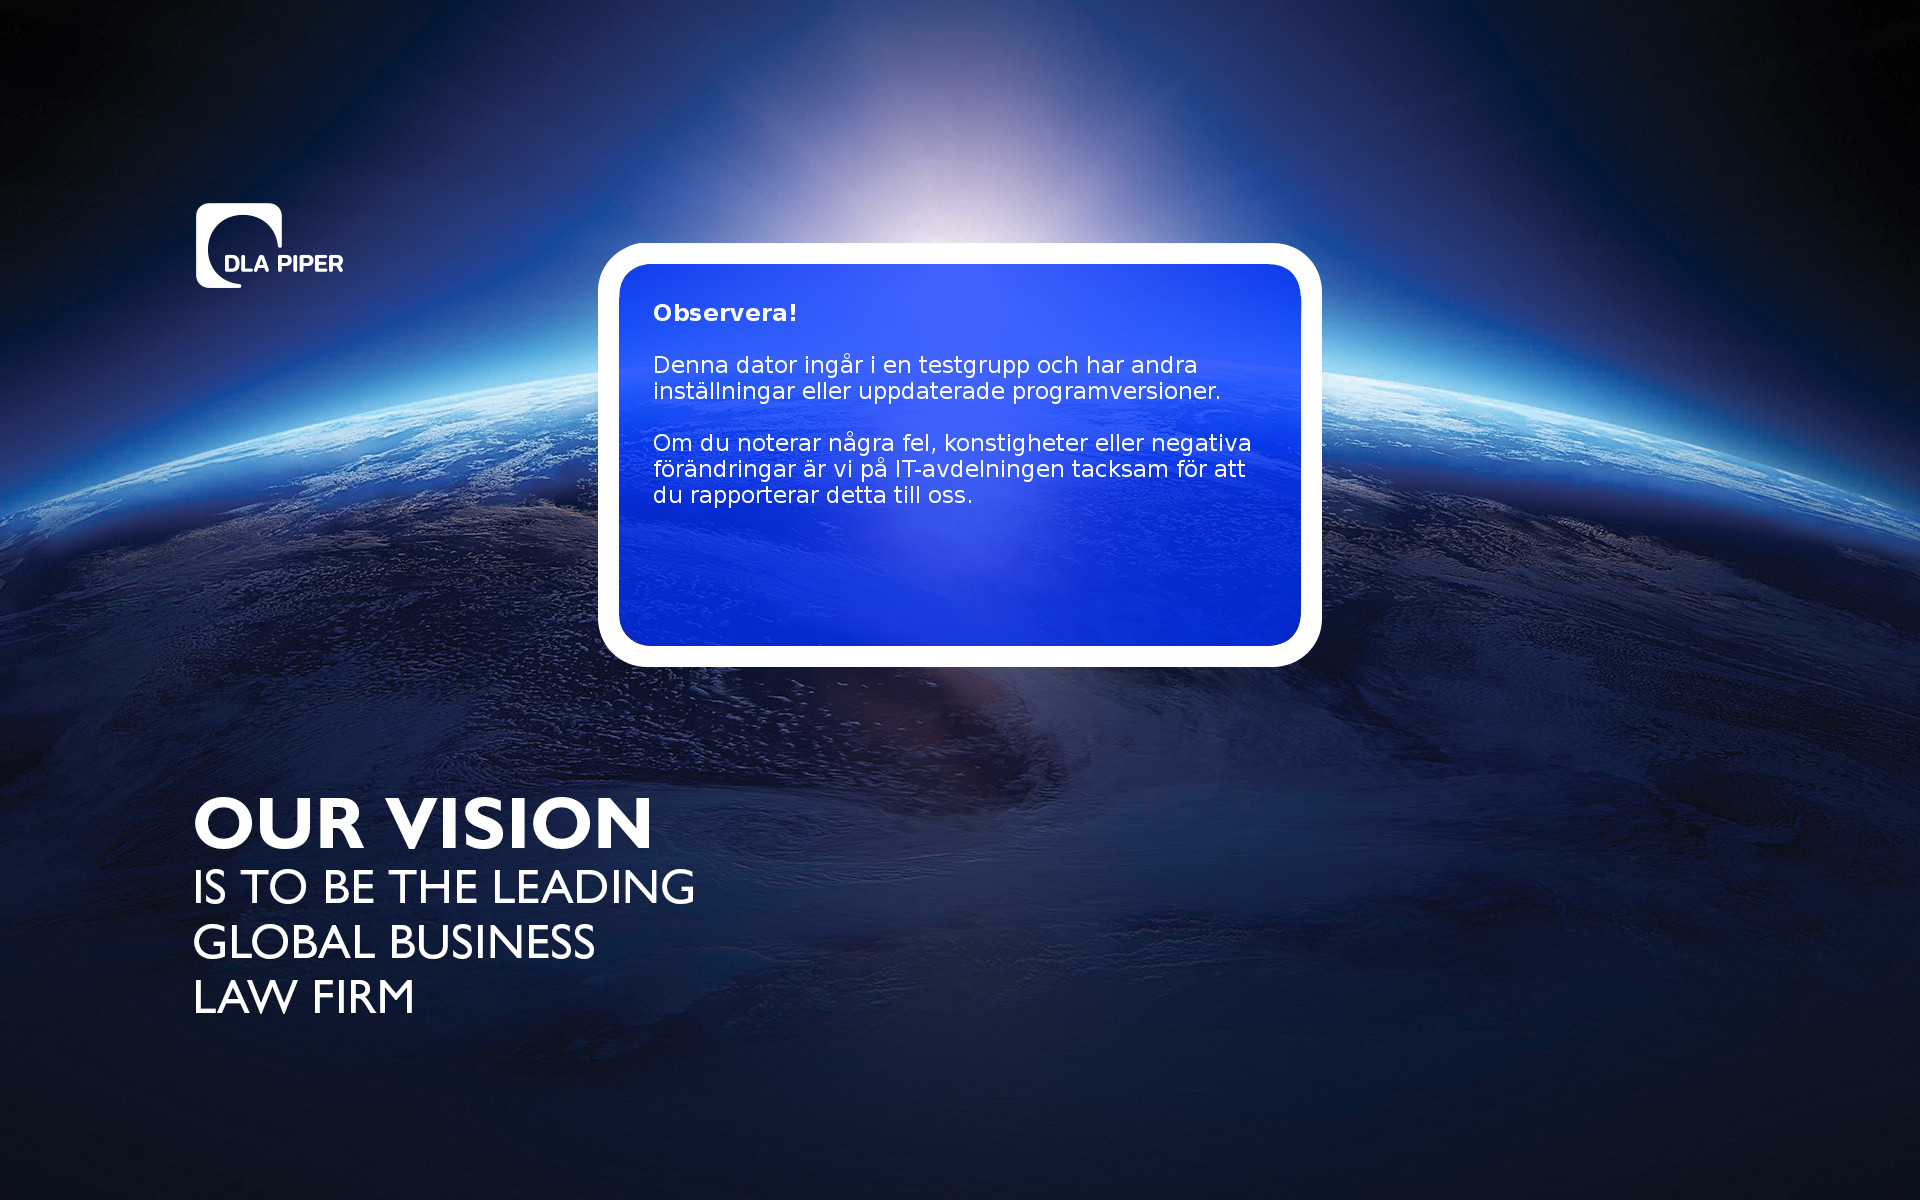 DLA PIPER
Observera!
Denna dator ingår i en testgrupp och har andra
inställningar eller uppdaterade programversioner.
Om du noterar några fel, konstigheter eller negativa
förändringar är vi på IT-avdelningen tacksam för att
du rapporterar detta till oss.
OUR VISION
IS TO BE THE LEADING
GLOBAL BUSINESS
LAW FIRM